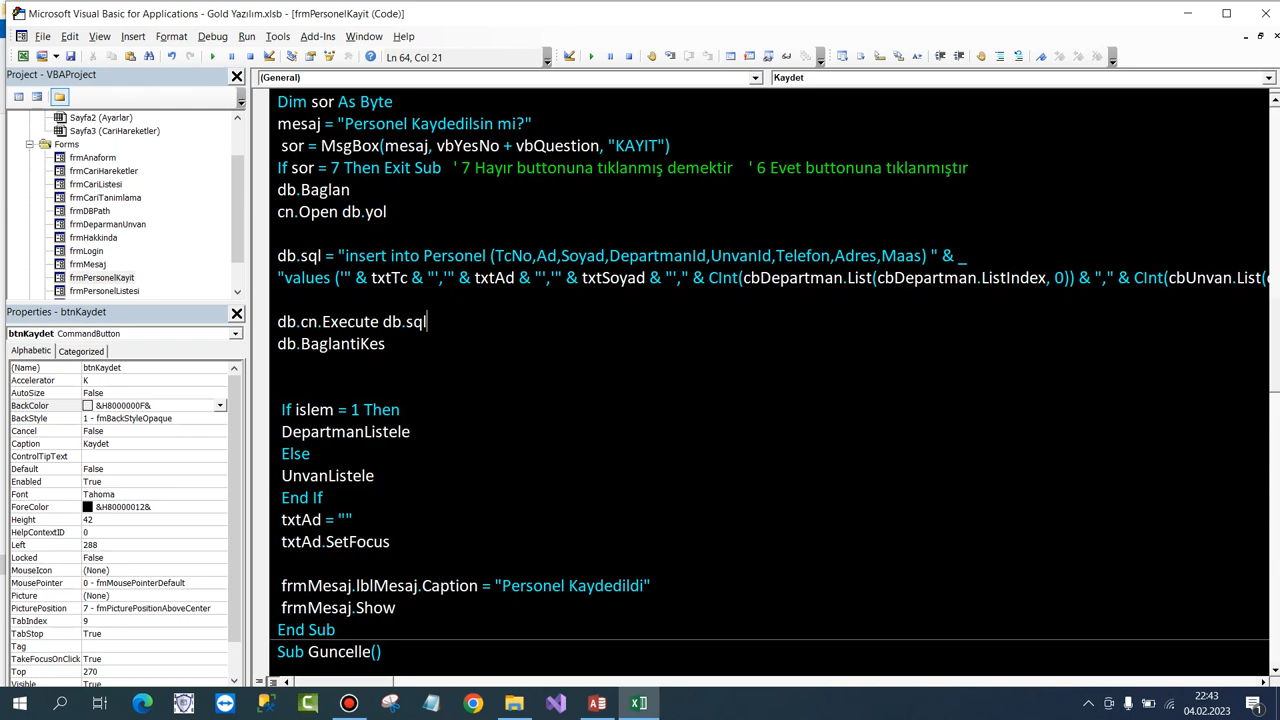 Microsoft Visual Basic for Applications - Gold Yazılım.xlsb - [frmPersonelKayit (Code)]
File Edit View Insert Format Debug Run Tools Add-Ins Window Help
Ln 64, Col 21
Project - VBAProject
Sayfa2 (Ayarlar)
Sayfa3 (CariHareketler)
Forms
frmAnaform
frmCariHareketler
frmCariListesi
frmCariTanimlama
frmDBPath
frmDeparmanUnvan
frmHakkinda
frmLogin
frmMesaj
frmPersonelKayit
frmPersonelListesi
Properties - btnKaydet
btnKaydet CommandButton
Alphabetic Categorized
(Name) btnKaydet
Accelerator K
AutoSize False
BackColor &H8000000F&
BackStyle 1 - fmBackStyleOpaque
Cancel False
Caption Kaydet
ControlTipText
Default False
Enabled True
Font Tahoma
ForeColor &H80000012&
Height 42
HelpContextID 0
Left 288
Locked False
MouseIcon (None)
MousePointer 0 - fmMousePointerDefault
Picture (None)
PicturePosition 7 - fmPicturePositionAboveCenter
TabIndex 9
TabStop True
Tag
TakeFocusOnClick True
Top 270
Visible True
(General) Kaydet
Dim sor As Byte
mesaj = "Personel Kaydedilsin mi?"
sor = MsgBox(mesaj, vbYesNo + vbQuestion, "KAYIT")
If sor = 7 Then Exit Sub ' 7 Hayır buttonuna tıklanmış demektir ' 6 Evet buttonuna tıklanmıştır
db.Baglan
cn.Open db.yol
db.sql = "insert into Personel (TcNo,Ad,Soyad,DepartmanId,UnvanId,Telefon,Adres,Maas) " & _
"values ('" & txtTc & "','" & txtAd & "','" & txtSoyad & "'," & CInt(cbDepartman.List(cbDepartman.ListIndex, 0)) & "," & CInt(cbUnvan.List(
db.cn.Execute db.sql
db.BaglantiKes
If islem = 1 Then
DepartmanListele
Else
UnvanListele
End If
txtAd = ""
txtAd.SetFocus
frmMesaj.lblMesaj.Caption = "Personel Kaydedildi"
frmMesaj.Show
End Sub
Sub Guncelle()
22:43
04.02.2023